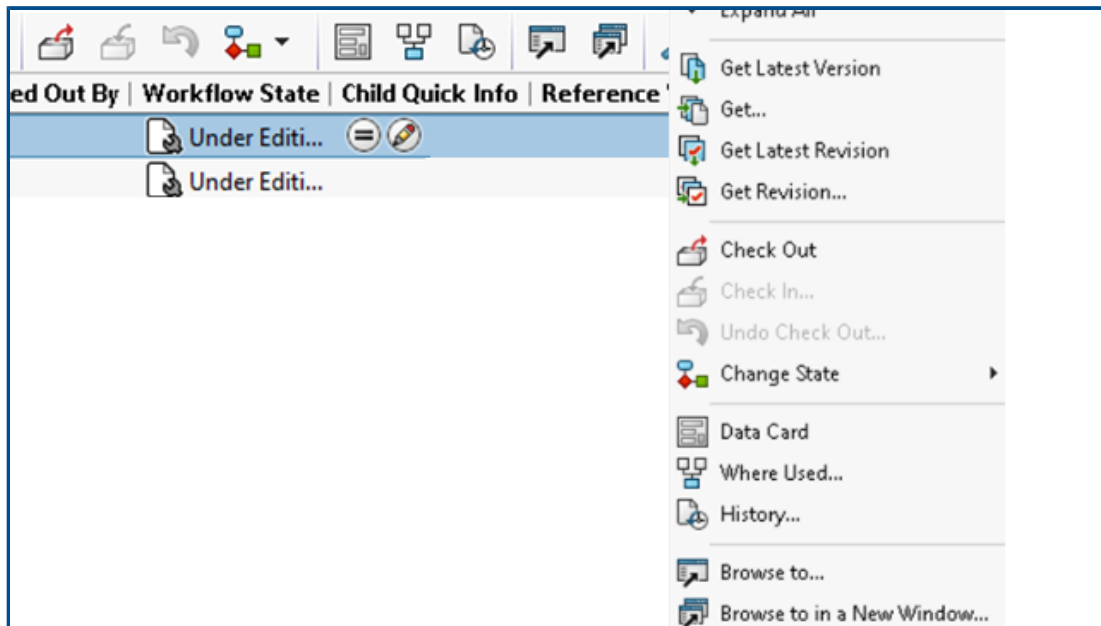 Expand All
Get Latest Version
ed Out By | Workflow State | Child Quick Info | Reference
Get...
Under Editi...
Get Latest Revision
Under Editi...
Get Revision...
Check Out
Check In...
Undo Check Out...
Change State
Data Card
Where Used...
History...
Browse to...
Browse to in a New Window...